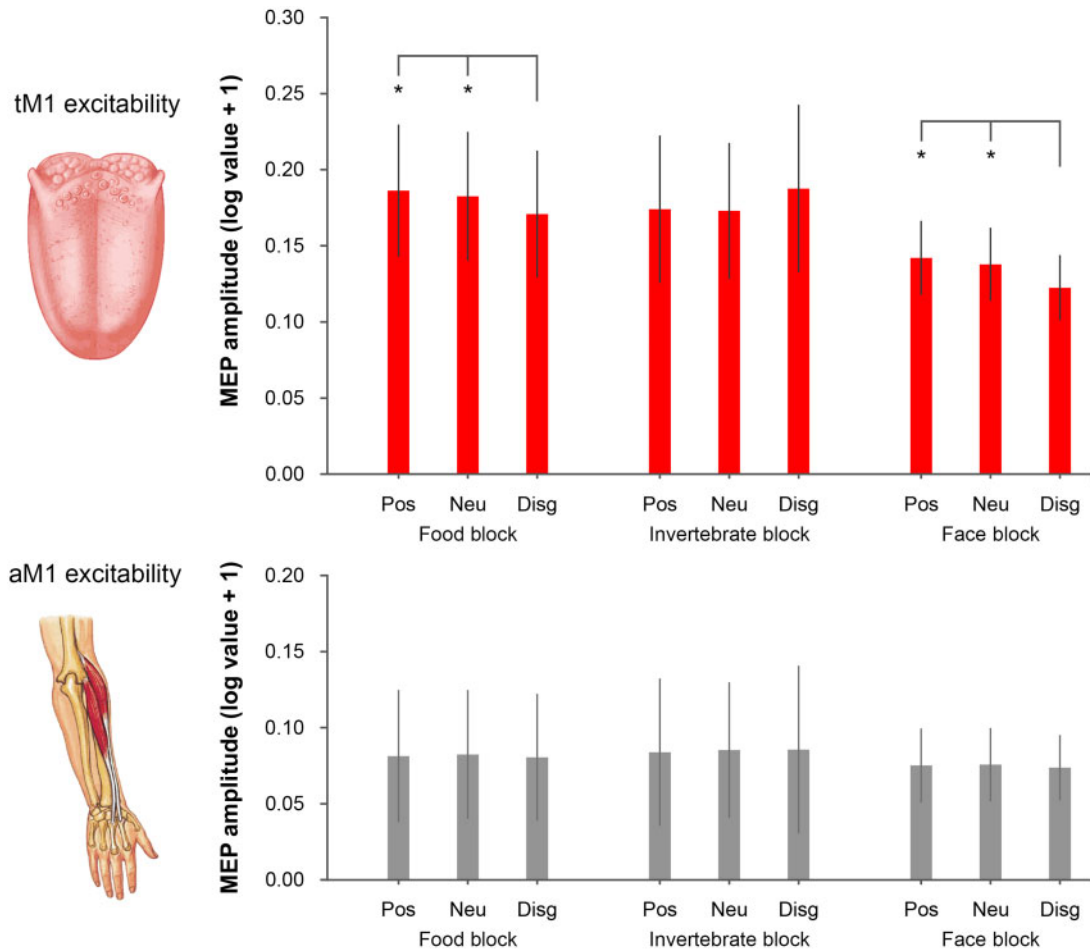 tM1 excitability
MEP amplitude (log value + 1)
0.30
0.25
0.20
0.15
0.10
0.05
0.00
* * * *
Pos Neu Disg Pos Neu Disg Pos Neu Disg
Food block Invertebrate block Face block
aM1 excitability
MEP amplitude (log value + 1)
0.20
0.15
0.10
0.05
0.00
Pos Neu Disg Pos Neu Disg Pos Neu Disg
Food block Invertebrate block Face block